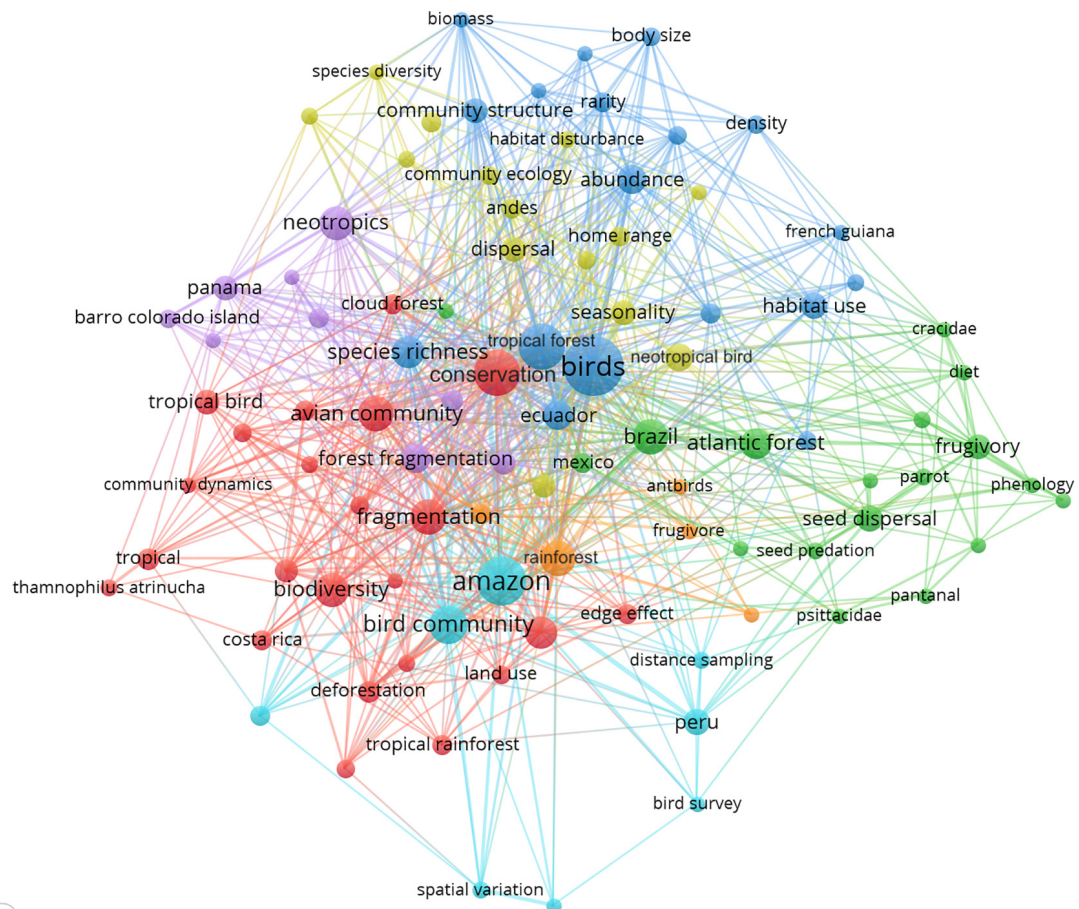 biomass
body size
species diversity
community structure
rarity
density
habitat disturbance
community ecology
abundance
andes
neotropics
french guiana
home range
dispersal
panama
cloud forest
habitat use
seasonality
barro colorado island
cracidae
tropical forest
species richness
neotropical bird
birds
conservation
diet
tropical bird
avian community
ecuador
brazil
atlantic forest
frugivory
forest fragmentation
mexico
parrot
community dynamics
antbirds
phenology
fragmentation
seed dispersal
frugivore
seed predation
tropical
rainforest
amazon
thamnophilus atrinucha
biodiversity
pantanal
edge effect
psittacidae
bird community
costa rica
distance sampling
land use
deforestation
peru
tropical rainforest
bird survey
spatial variation